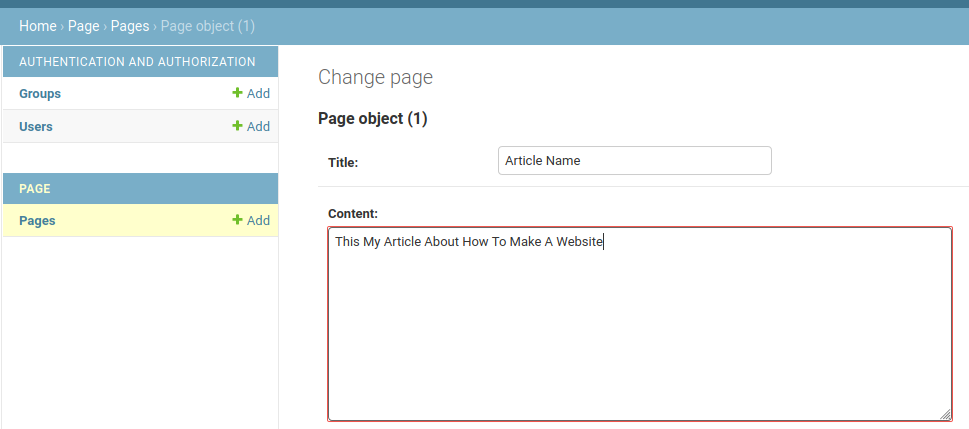 Home › Page › Pages › Page object (1)
AUTHENTICATION AND AUTHORIZATION
Groups
+ Add
Users
+ Add
PAGE
Pages
+ Add
Change page
Page object (1)
Title:
Article Name
Content:
This My Article About How To Make A Website